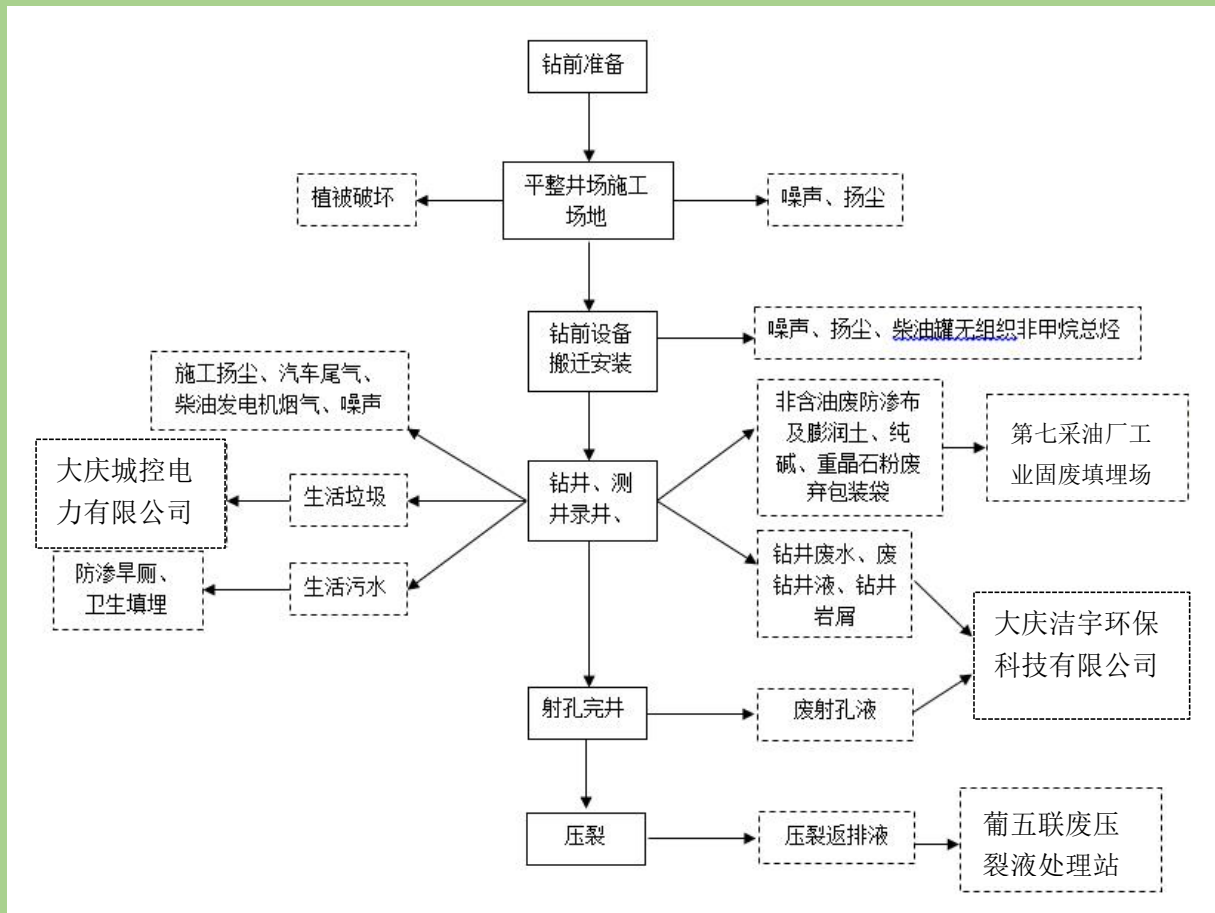 钻前准备
植被破坏
平整井场施工
场地
噪声、扬尘
钻前设备
搬迁安装
噪声、扬尘、柴油罐无组织非甲烷总烃
施工扬尘、汽车尾气、
柴油发电机烟气、噪声
非含油废防渗布
及膨润土、纯
碱、重晶石粉废
弃包装袋
第七采油厂工
业固废填埋场
大庆城控电
力有限公司
生活垃圾
钻井、测
井录井、
防渗旱厕、
卫生填埋
生活污水
钻井废水、废
钻井液、钻井
岩屑
大庆洁宇环保
科技有限公司
射孔完井
废射孔液
压裂
压裂返排液
葡五联废压
裂液处理站